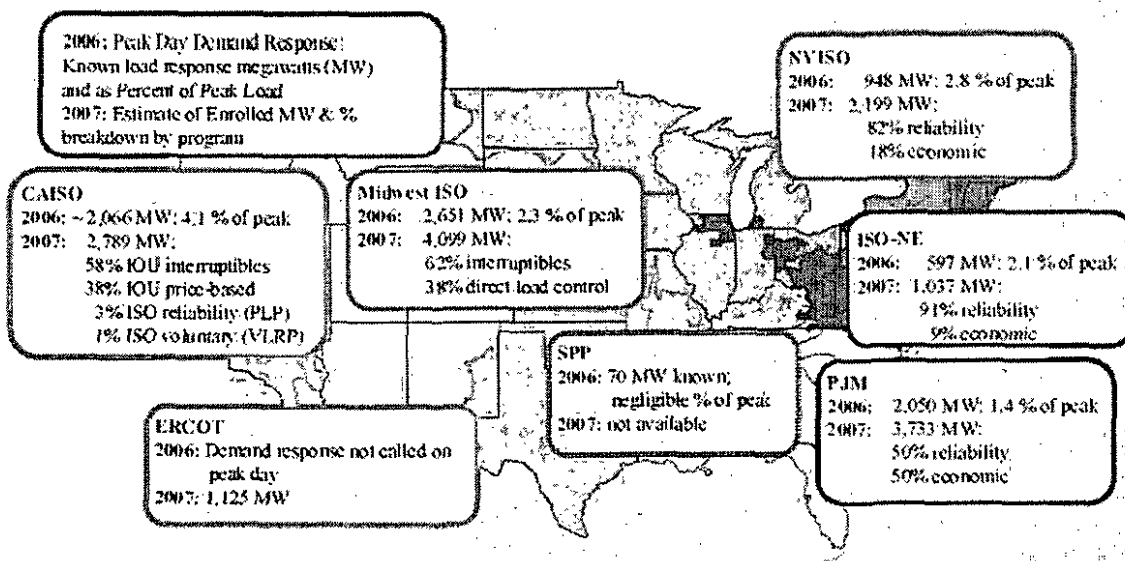 2006: Peak Day Demand Response:
Known load response megawatts (MW)
and as Percent of Peak Load
2007: Estimate of Enrolled MW & %
breakdown by program
NYISO
2006: 948 MW; 2.8 % of peak
2007: 2,199 MW;
82% reliability
18% economic
CAISO
2006: ~2,066 MW; 4.1 % of peak
2007: 2,789 MW;
58% IOU interruptibles
38% IOU price-based
3% ISO reliability (PLP)
1% ISO voluntary (VLRP)
Midwest ISO
2006: 2,651 MW; 2.3 % of peak
2007: 4,099 MW;
62% interruptibles
38% direct load control
ISO-NE
2006: 597 MW; 2.1 % of peak
2007: 1,037 MW;
91% reliability
9% economic
SPP
2006: 70 MW known;
negligible % of peak
2007: not available
PJM
2006: 2,050 MW; 1.4 % of peak
2007: 3,733 MW;
50% reliability
50% economic
ERCOT
2006: Demand response not called on
peak day
2007: 1,125 MW